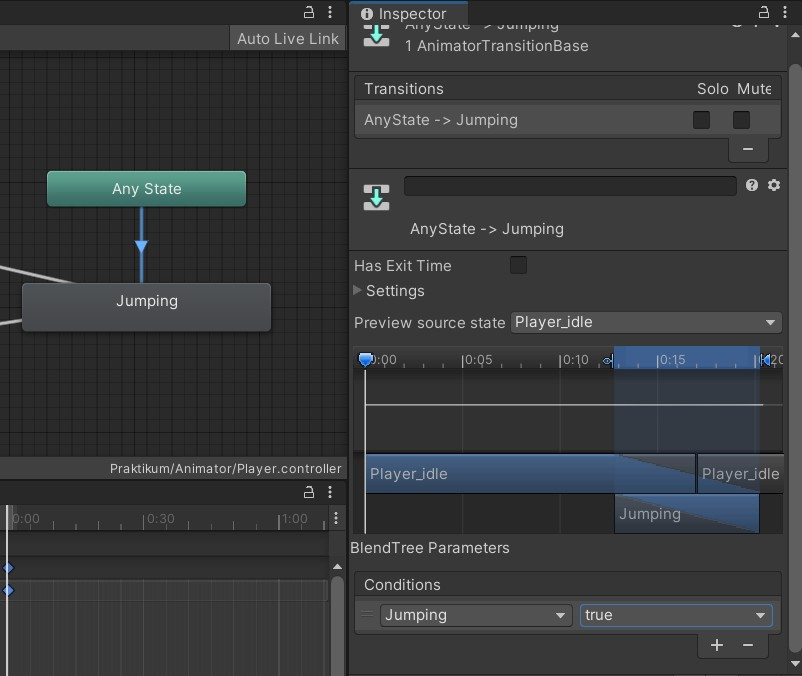 Auto Live Link
Any State
Jumping
Praktikum/Animator/Player.controller
0:00
0:30
1:00
Inspector
AnyState -> Jumping
1 AnimatorTransitionBase
Transitions Solo Mute
AnyState -> Jumping
AnyState -> Jumping
Has Exit Time
Settings
Preview source state Player_idle
0:00 0:05 0:10 0:15 0:20
Player_idle Player_idle
Jumping
BlendTree Parameters
Conditions
Jumping true